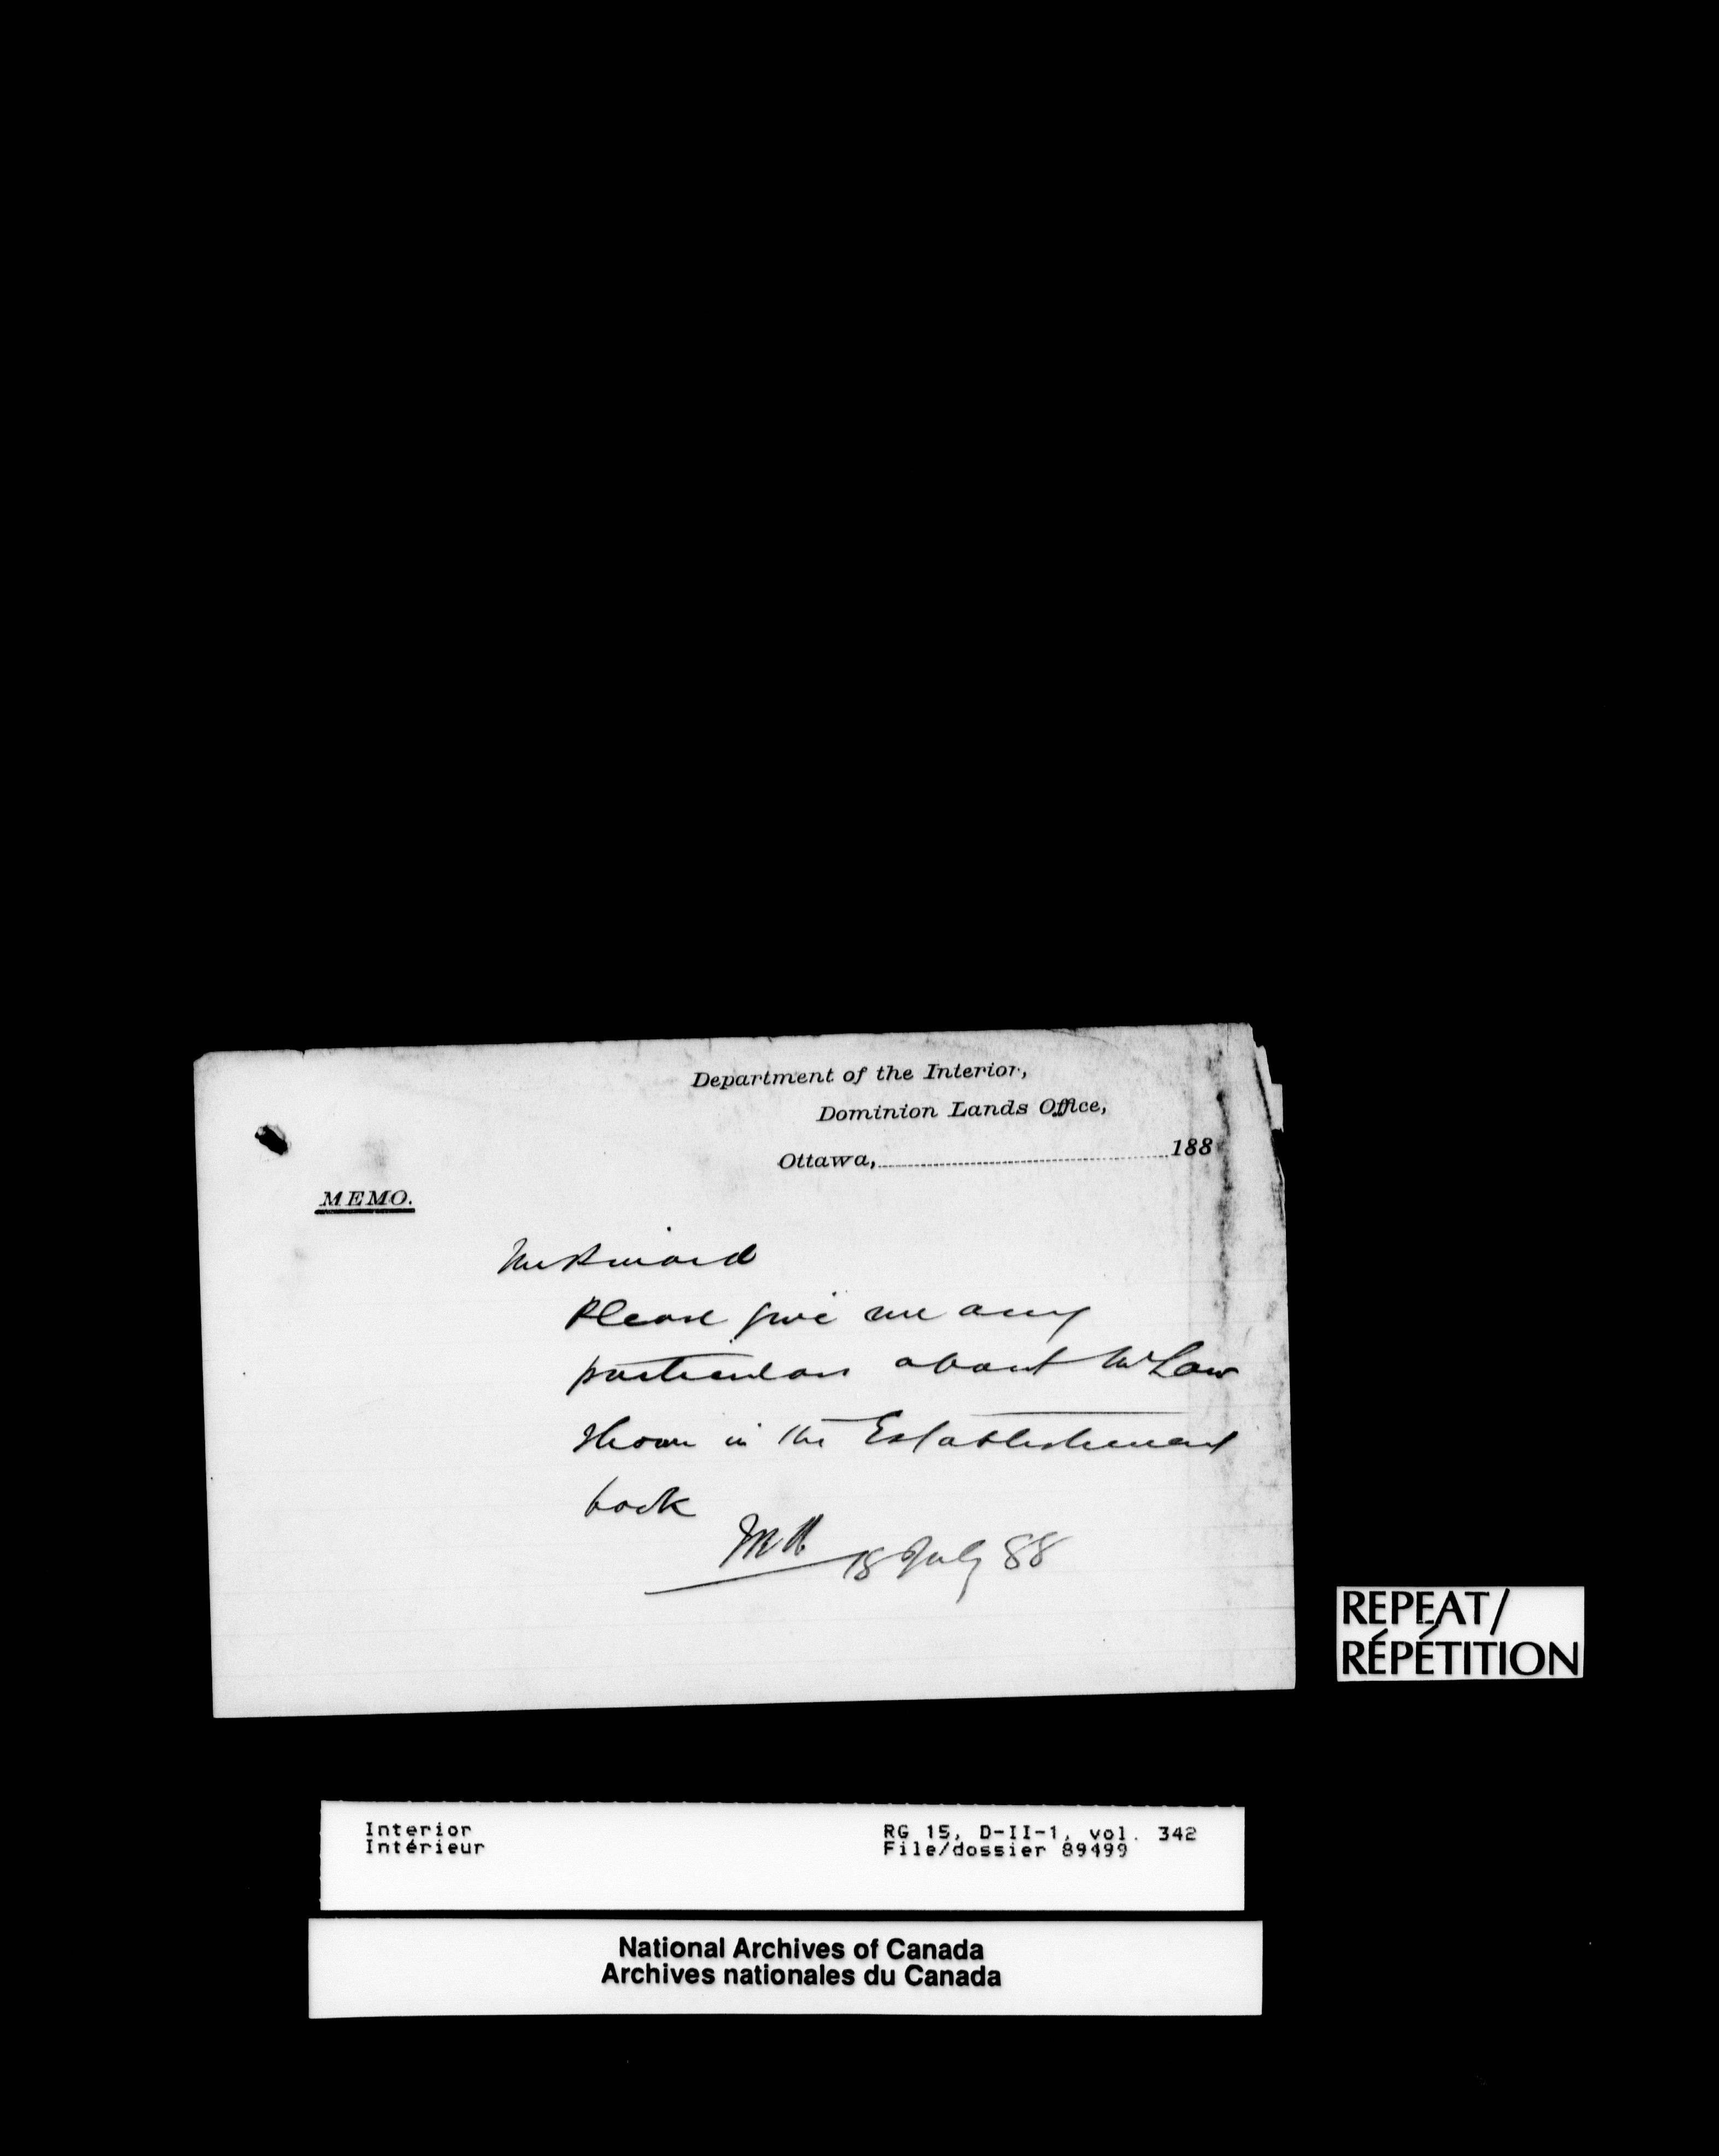 Department of the Interior,
Dominion Lands Office,
Ottawa, 188
MEMO.
Please give me any
particulars about Mr Law
shown in the Establishment
book
18 July 88
REPEAT/
RÉPÉTITION
Interior
Intérieur
RG 15, D-II-1, vol. 342
File/dossier 89499
National Archives of Canada
Archives nationales du Canada